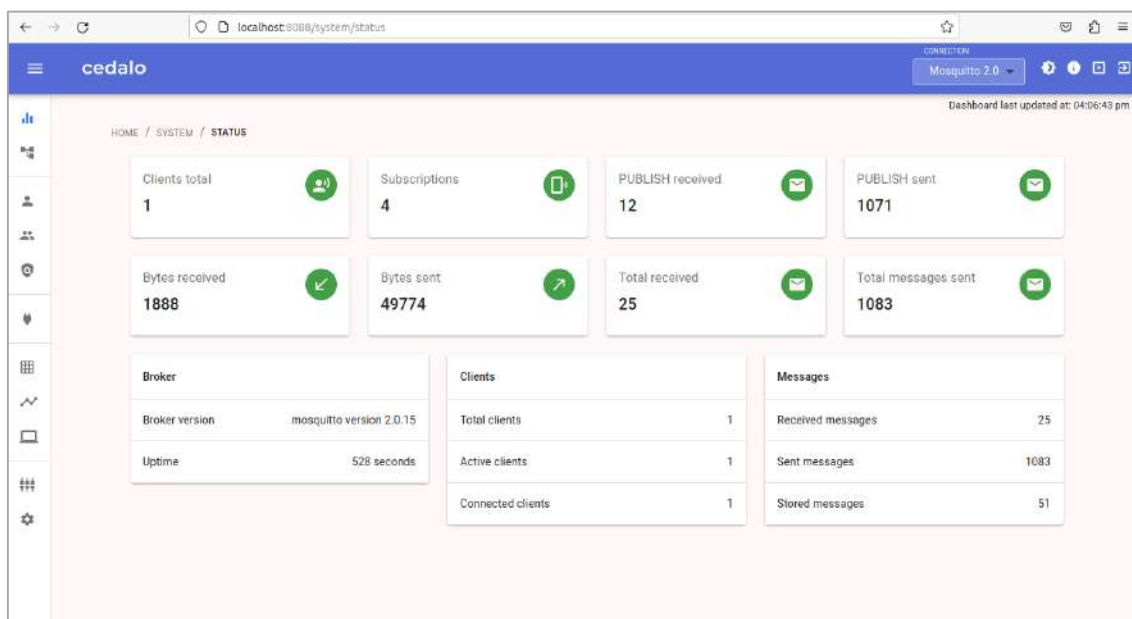 localhost:8088/system/status
CONNECTION
cedalo
Mosquitto 2.0
Dashboard last updated at: 04:06:43 pm
HOME / SYSTEM / STATUS
Clients total
1
Subscriptions
4
PUBLISH received
12
PUBLISH sent
1071
Bytes received
1888
Bytes sent
49774
Total received
25
Total messages sent
1083
Broker
Broker version mosquitto version 2.0.15
Uptime 528 seconds
Clients
Total clients 1
Active clients 1
Connected clients 1
Messages
Received messages 25
Sent messages 1083
Stored messages 51